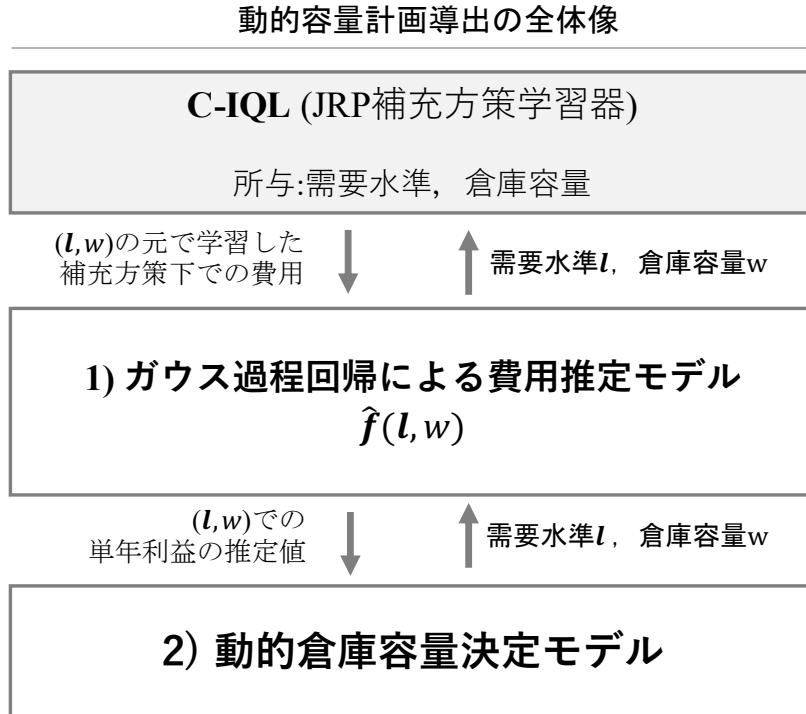 動的容量計画導出の全体像
C-IQL (JRP補充方策学習器)
所与:需要水準，倉庫容量
(l,w)の元で学習した
補充方策下での費用
需要水準l，倉庫容量w
1) ガウス過程回帰による費用推定モデル
f̂(l,w)
(l,w)での
単年利益の推定値
需要水準l，倉庫容量w
2) 動的倉庫容量決定モデル